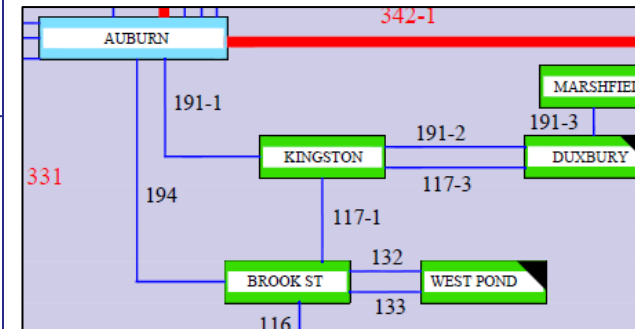 342-1
AUBURN
MARSHFIEL
191-1
191-2
191-3
KINGSTON
DUXBURY
331
117-3
194
117-1
132
BROOK ST
WEST POND
133
116